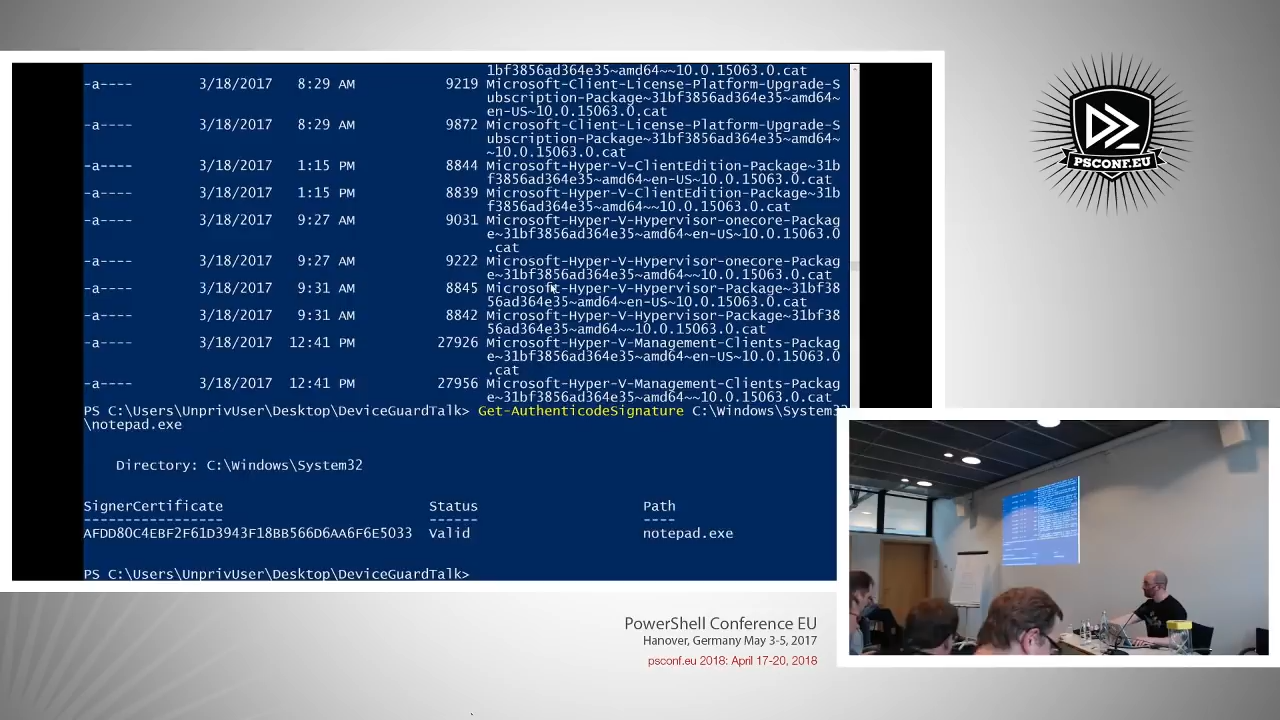 1bf3856ad364e35~amd64~~10.0.15063.0.cat
-a---- 3/18/2017 8:29 AM 9219 Microsoft-Client-License-Platform-Upgrade-S
ubscription-Package~31bf3856ad364e35~amd64~
en-US~10.0.15063.0.cat
-a---- 3/18/2017 8:29 AM 9872 Microsoft-Client-License-Platform-Upgrade-S
ubscription-Package~31bf3856ad364e35~amd64~
~10.0.15063.0.cat
-a---- 3/18/2017 1:15 PM 8844 Microsoft-Hyper-V-ClientEdition-Package~31b
f3856ad364e35~amd64~en-US~10.0.15063.0.cat
-a---- 3/18/2017 1:15 PM 8839 Microsoft-Hyper-V-ClientEdition-Package~31b
f3856ad364e35~amd64~~10.0.15063.0.cat
-a---- 3/18/2017 9:27 AM 9031 Microsoft-Hyper-V-Hypervisor-onecore-Packag
e~31bf3856ad364e35~amd64~en-US~10.0.15063.0
.cat
-a---- 3/18/2017 9:27 AM 9222 Microsoft-Hyper-V-Hypervisor-onecore-Packag
e~31bf3856ad364e35~amd64~~10.0.15063.0.cat
-a---- 3/18/2017 9:31 AM 8845 Microsoft-Hyper-V-Hypervisor-Package~31bf38
56ad364e35~amd64~en-US~10.0.15063.0.cat
-a---- 3/18/2017 9:31 AM 8842 Microsoft-Hyper-V-Hypervisor-Package~31bf38
56ad364e35~amd64~~10.0.15063.0.cat
-a---- 3/18/2017 12:41 PM 27926 Microsoft-Hyper-V-Management-Clients-Packag
e~31bf3856ad364e35~amd64~en-US~10.0.15063.0
.cat
-a---- 3/18/2017 12:41 PM 27956 Microsoft-Hyper-V-Management-Clients-Packag
e~31bf3856ad364e35~amd64~~10.0.15063.0.cat
PS C:\Users\UnprivUser\Desktop\DeviceGuardTalk> Get-AuthenticodeSignature C:\Windows\System32
\notepad.exe
Directory: C:\Windows\System32
SignerCertificate Status Path
----------------- ------ ----
AFDD80C4EBF2F61D3943F18BB566D6AA6F6E5033 Valid notepad.exe
PS C:\Users\UnprivUser\Desktop\DeviceGuardTalk>
PSCONF.EU
PowerShell Conference EU
Hanover, Germany May 3-5, 2017
psconf.eu 2018: April 17-20, 2018